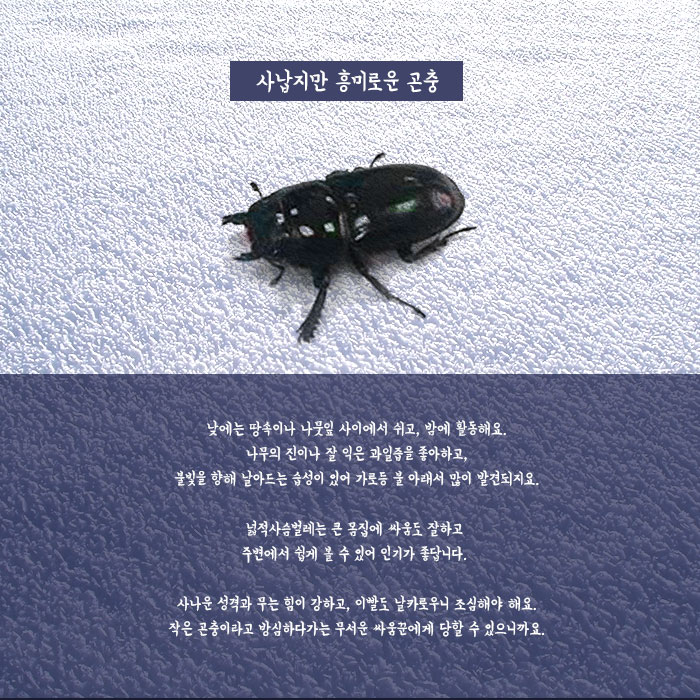 사납지만 흥미로운 곤충
낮에는 땅속이나 나뭇잎 사이에서 쉬고, 밤에 활동해요.
나무의 진이나 잘 익은 과일즙을 좋아하고,
불빛을 향해 날아드는 습성이 있어 가로등 불 아래서 많이 발견되지요.
넓적사슴벌레는 큰 몸집에 싸움도 잘하고
주변에서 쉽게 볼 수 있어 인기가 좋답니다.
사나운 성격과 무는 힘이 강하고, 이빨도 날카로우니 조심해야 해요.
작은 곤충이라고 방심하다가는 무서운 싸움꾼에게 당할 수 있으니까요.